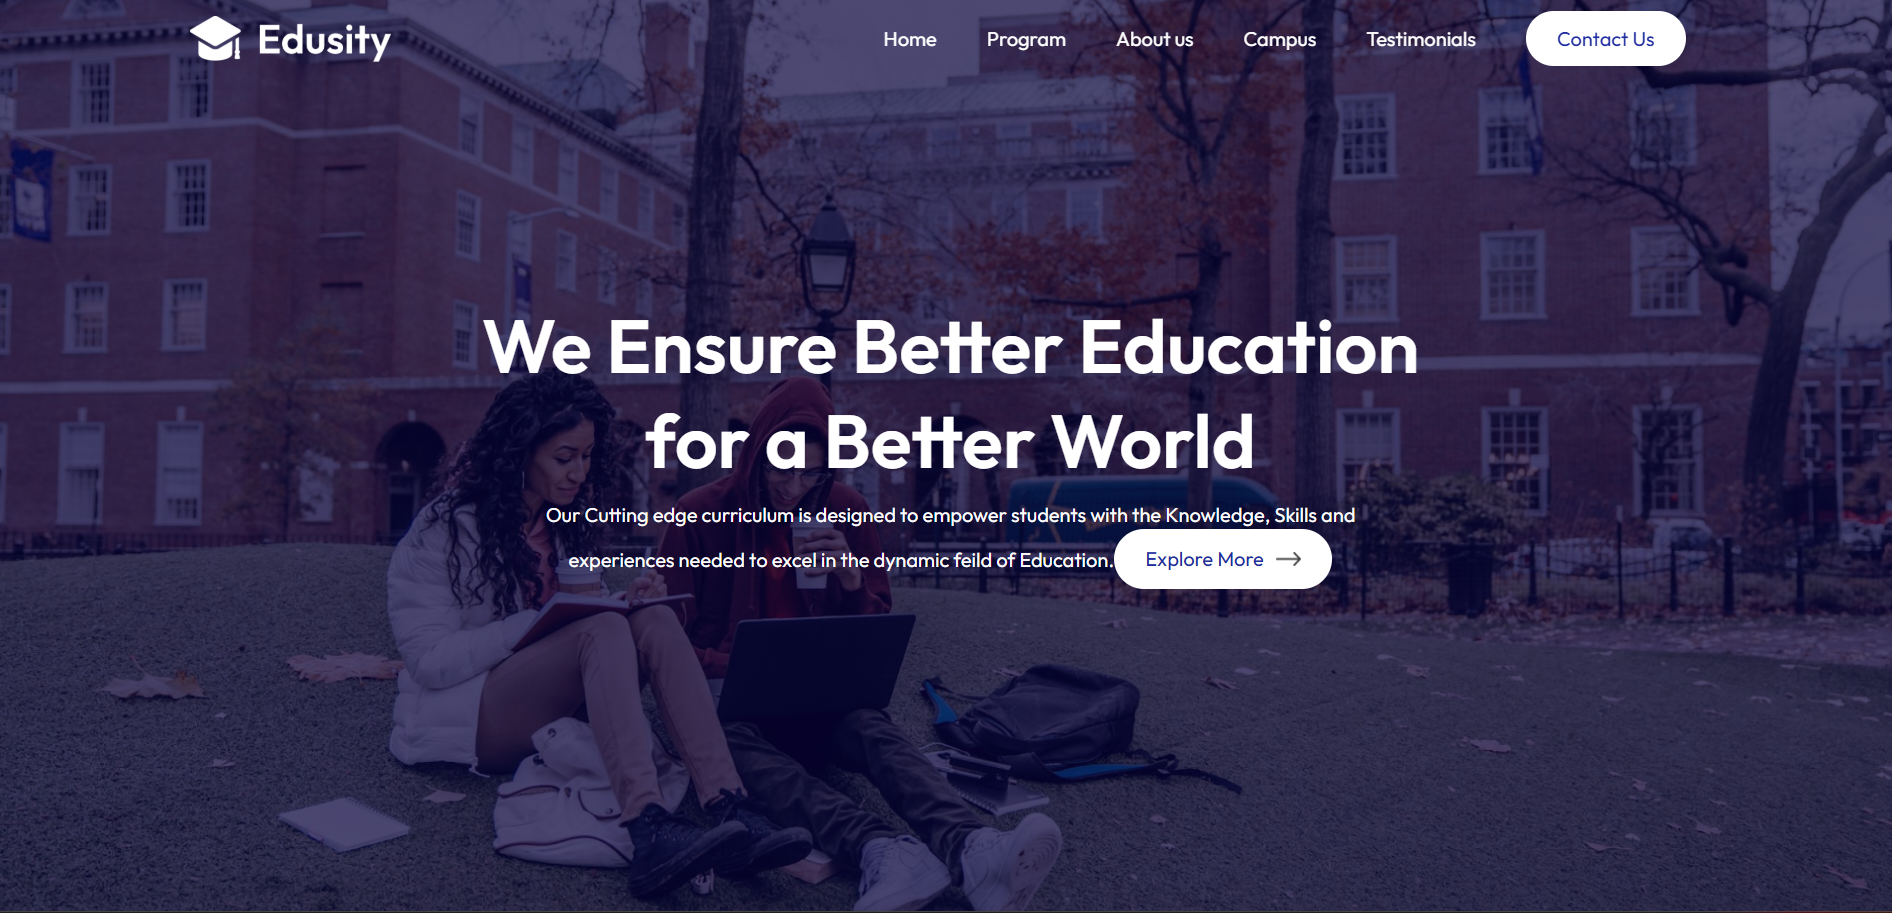 Edusity
Home Program About us Campus Testimonials Contact Us
We Ensure Better Education
for a Better World
Our Cutting edge curriculum is designed to empower students with the Knowledge, Skills and
experiences needed to excel in the dynamic feild of Education. Explore More